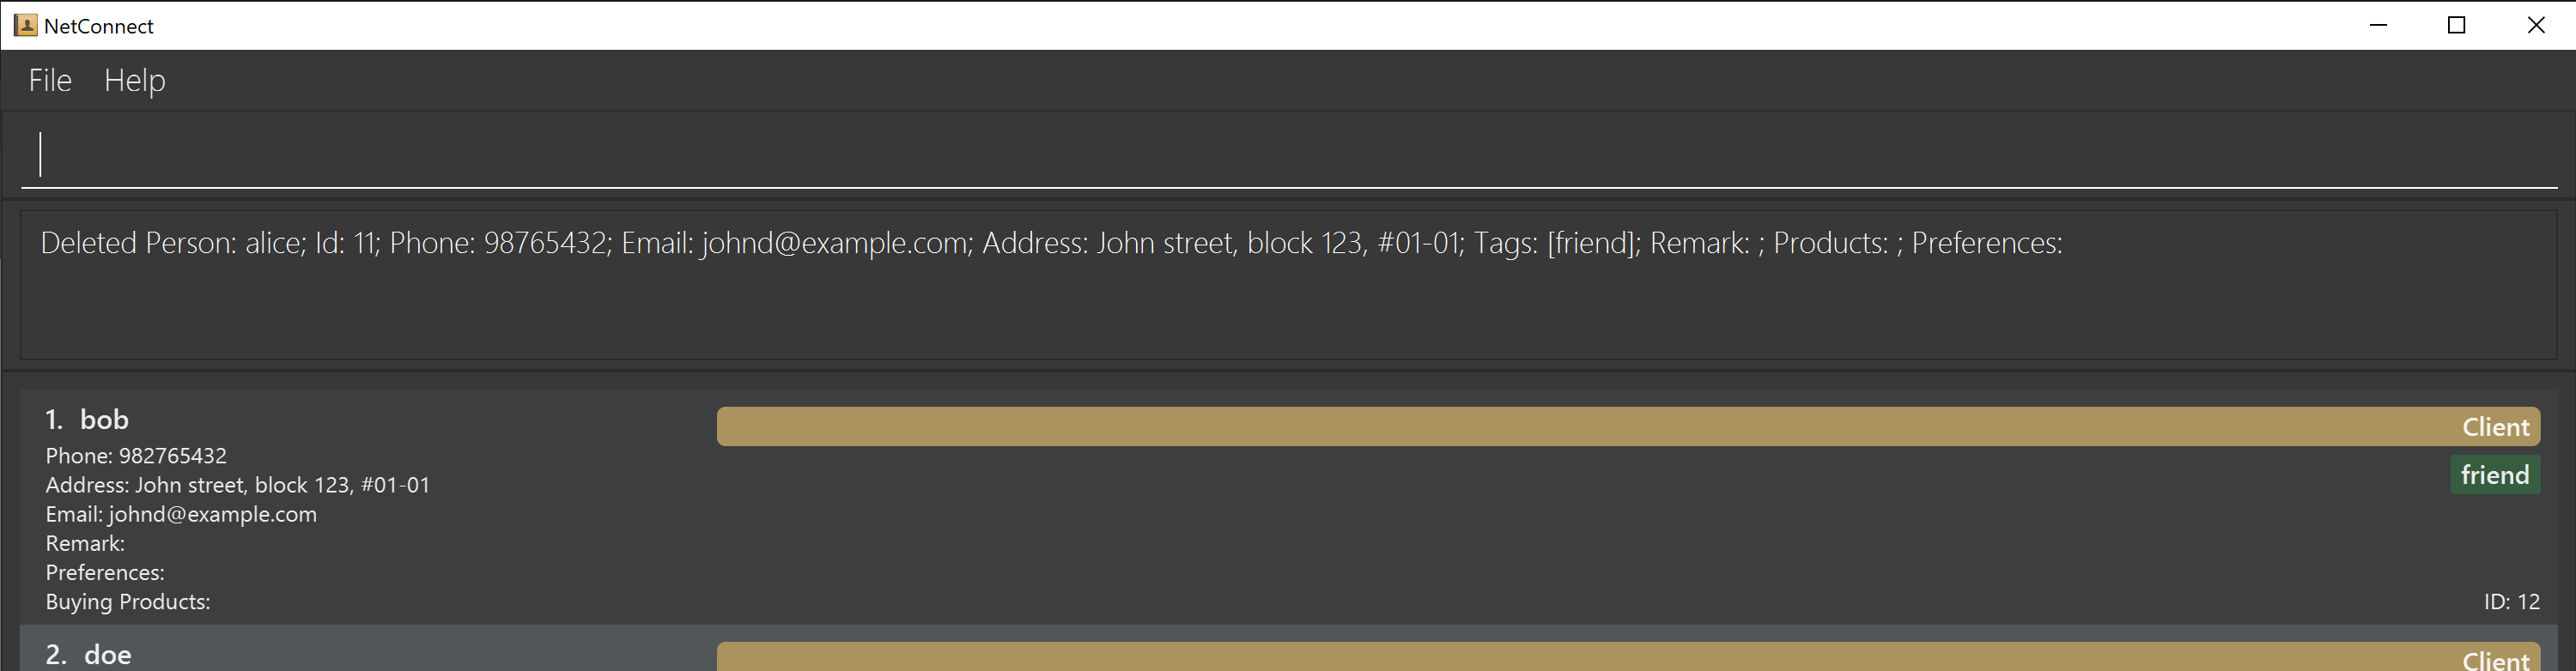 NetConnect
File Help
Deleted Person: alice; Id: 11; Phone: 98765432; Email: johnd@example.com; Address: John street, block 123, #01-01; Tags: [friend]; Remark: ; Products: ; Preferences:
1. bob
Client
Phone: 982765432
friend
Address: John street, block 123, #01-01
Email: johnd@example.com
Remark:
Preferences:
Buying Products:
ID: 12
2. doe
Client